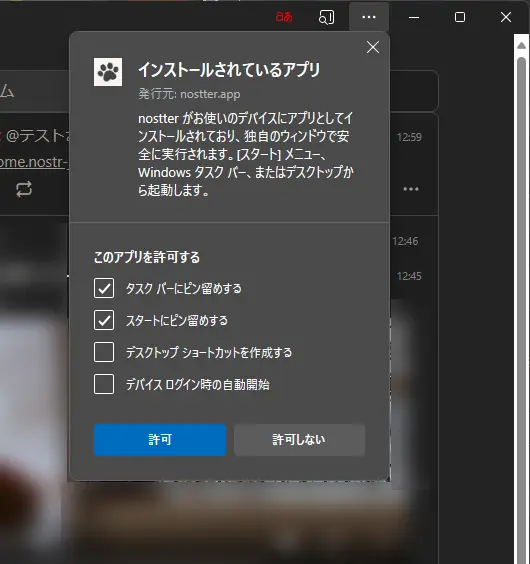 インストールされているアプリ
発行元: nostter.app
nostter がお使いのデバイスにアプリとしてイ
ンストールされており、独自のウィンドウで安
全に実行されます。[スタート] メニュー、
Windows タスク バー、またはデスクトップか
ら起動します。
ム
@テスト
12:59
ome.nostr-
12:46
12:45
このアプリを許可する
タスク バーにピン留めする
スタートにピン留めする
デスクトップ ショートカットを作成する
デバイス ログイン時の自動開始
許可
許可しない